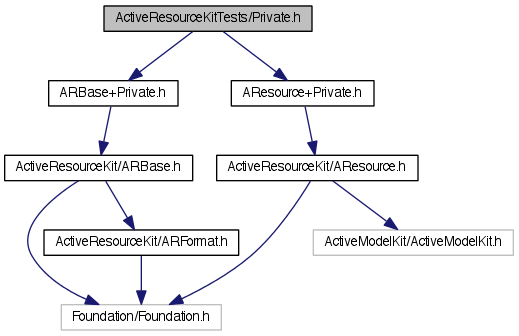 ActiveResourceKitTests/Private.h
ARBase+Private.h
AResource+Private.h
ActiveResourceKit/ARBase.h
ActiveResourceKit/AResource.h
ActiveResourceKit/ARFormat.h
ActiveModelKit/ActiveModelKit.h
Foundation/Foundation.h